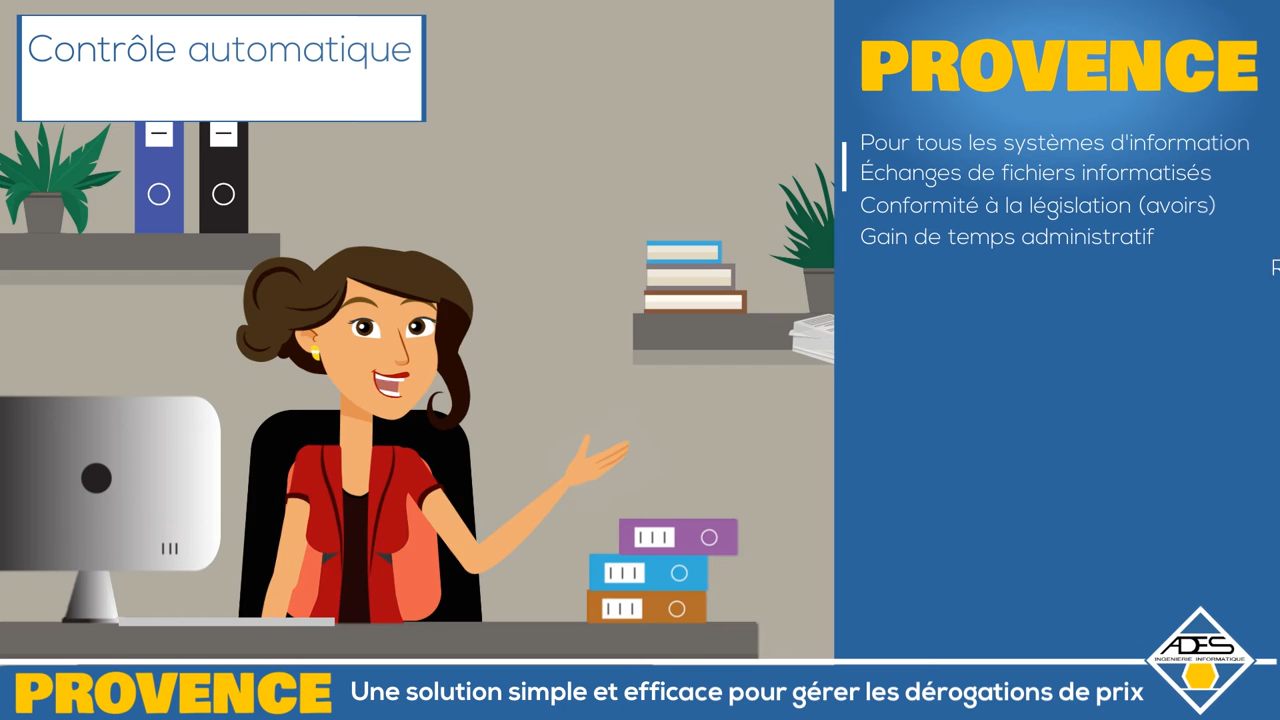 Contrôle automatique
PROVENCE
Pour tous les systèmes d'information
Échanges de fichiers informatisés
Conformité à la législation (avoirs)
Gain de temps administratif
R
PROVENCE
Une solution simple et efficace pour gérer les dérogations de prix
ADES
INGENIERIE INFORMATIQUE